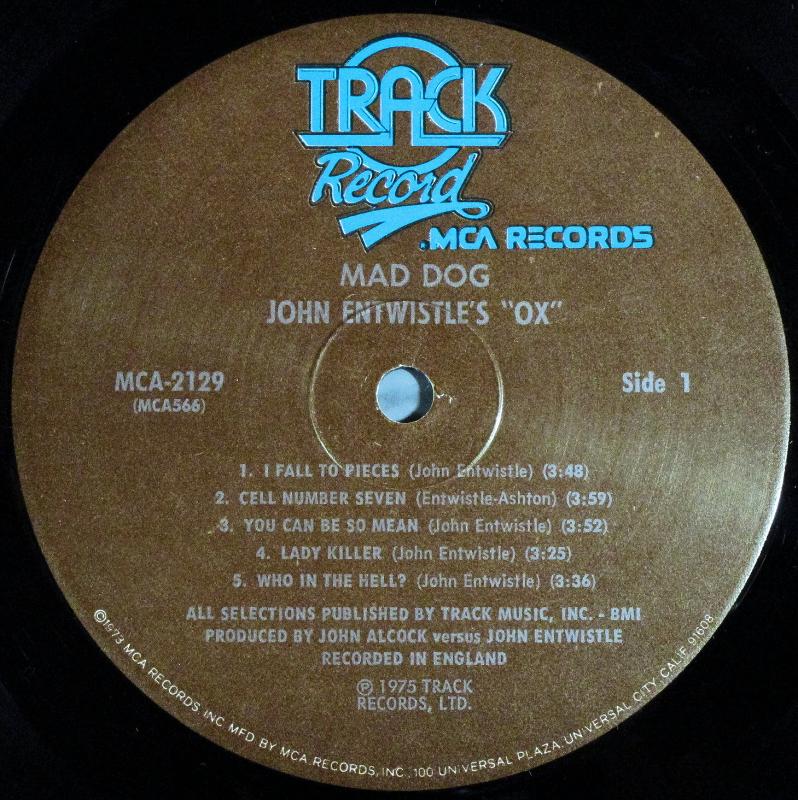 TRACK
Record
.MCA RECORDS
MAD DOG
JOHN ENTWISTLE'S "OX"
MCA-2129
(MCA566)
Side 1
1. I FALL TO PIECES (John Entwistle) (3:48)
2. CELL NUMBER SEVEN (Entwistle-Ashton) (3:59)
3. YOU CAN BE SO MEAN (John Entwistle) (3:52)
4. LADY KILLER (John Entwistle) (3:25)
5. WHO IN THE HELL? (John Entwistle) (3:36)
ALL SELECTIONS PUBLISHED BY TRACK MUSIC, INC. - BMI
PRODUCED BY JOHN ALCOCK versus JOHN ENTWISTLE
RECORDED IN ENGLAND
℗ 1975 TRACK
RECORDS, LTD.
©1973 MCA RECORDS, INC. MFD. BY MCA RECORDS, INC., 100 UNIVERSAL PLAZA, UNIVERSAL CITY, CALIF. 91608